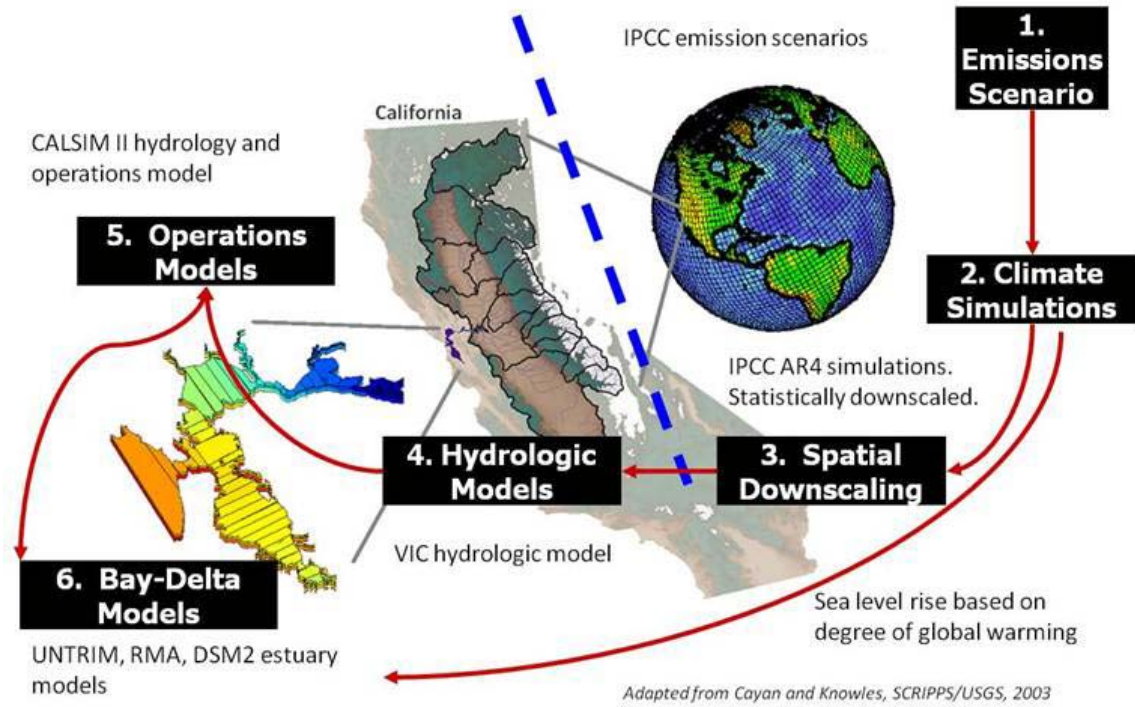 IPCC emission scenarios
1.
Emissions
Scenario
California
CALSIM II hydrology and
operations model
5. Operations
Models
2. Climate
Simulations
IPCC AR4 simulations.
Statistically downscaled.
4. Hydrologic
Models
3. Spatial
Downscaling
VIC hydrologic model
6. Bay-Delta
Models
Sea level rise based on
degree of global warming
UNTRIM, RMA, DSM2 estuary
models
Adapted from Cayan and Knowles, SCRIPPS/USGS, 2003